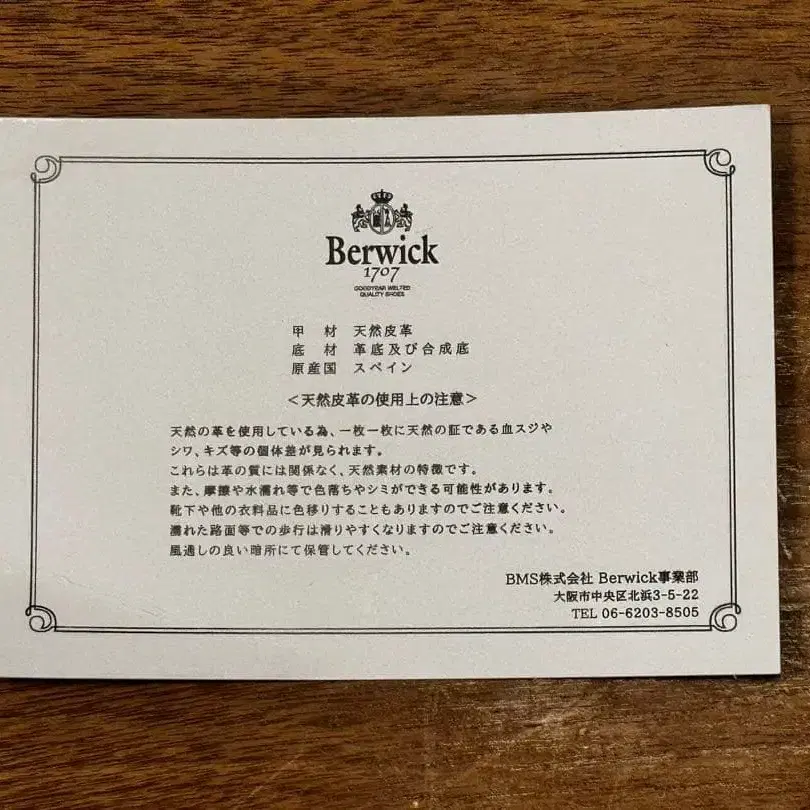 Berwick
1707
GOODYEAR WELTED
QUALITY SHOES
甲 材 天然皮革
底 材 革底及び合成底
原産国 スペイン
<天然皮革の使用上の注意>
天然の革を使用している為、一枚一枚に天然の証である血スジや
シワ、キズ等の個体差が見られます。
これらは革の質には関係なく、天然素材の特徴です。
また、摩擦や水濡れ等で色落ちやシミができる可能性があります。
靴下や他の衣料品に色移りすることもありますのでご注意ください。
濡れた路面等での歩行は滑りやすくなりますのでご注意ください。
風通しの良い暗所にて保管してください。
BMS株式会社 Berwick事業部
大阪市中央区北浜3-5-22
TEL 06-6203-8505